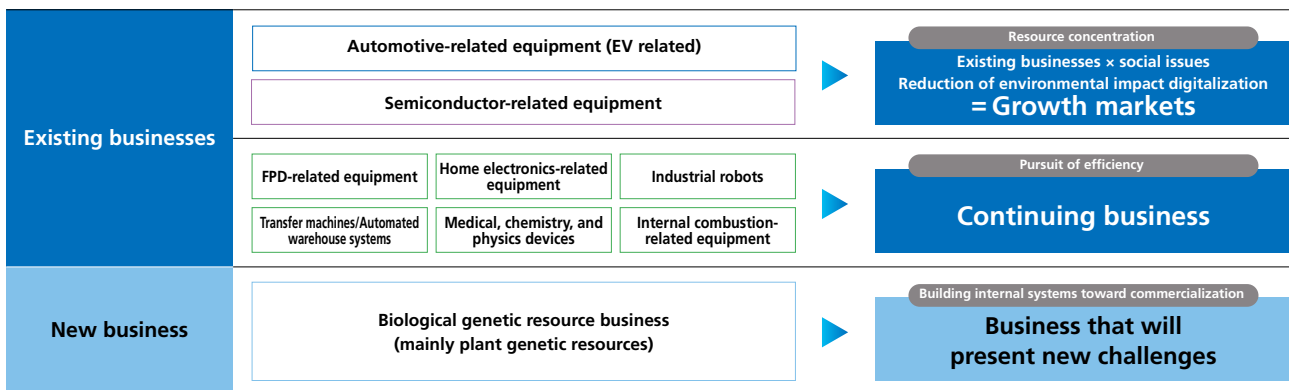 Existing businesses
Automotive-related equipment (EV related)
Semiconductor-related equipment
Resource concentration
Existing businesses × social issues
Reduction of environmental impact digitalization
= Growth markets
FPD-related equipment
Home electronics-related
equipment
Industrial robots
Transfer machines/Automated
warehouse systems
Medical, chemistry, and
physics devices
Internal combustion-
related equipment
Pursuit of efficiency
Continuing business
New business
Biological genetic resource business
(mainly plant genetic resources)
Building internal systems toward commercialization
Business that will
present new challenges